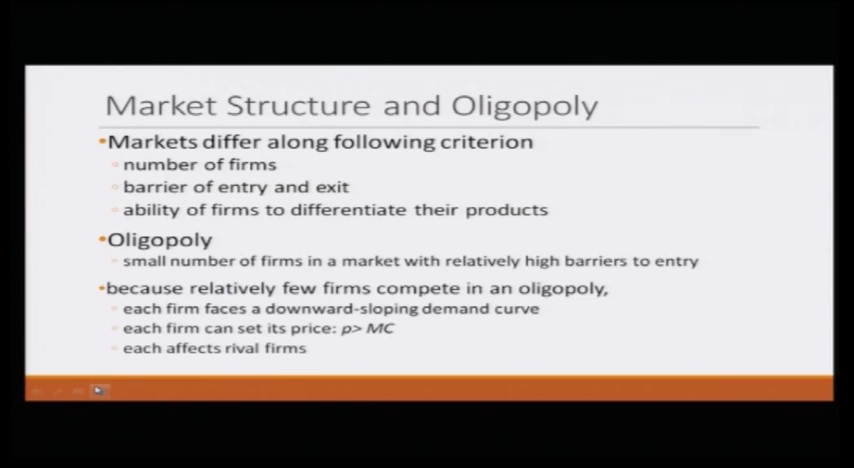 Market Structure and Oligopoly
•Markets differ along following criterion
◦number of firms
◦barrier of entry and exit
◦ability of firms to differentiate their products
•Oligopoly
◦small number of firms in a market with relatively high barriers to entry
•because relatively few firms compete in an oligopoly,
◦each firm faces a downward-sloping demand curve
◦each firm can set its price: p> MC
◦each affects rival firms